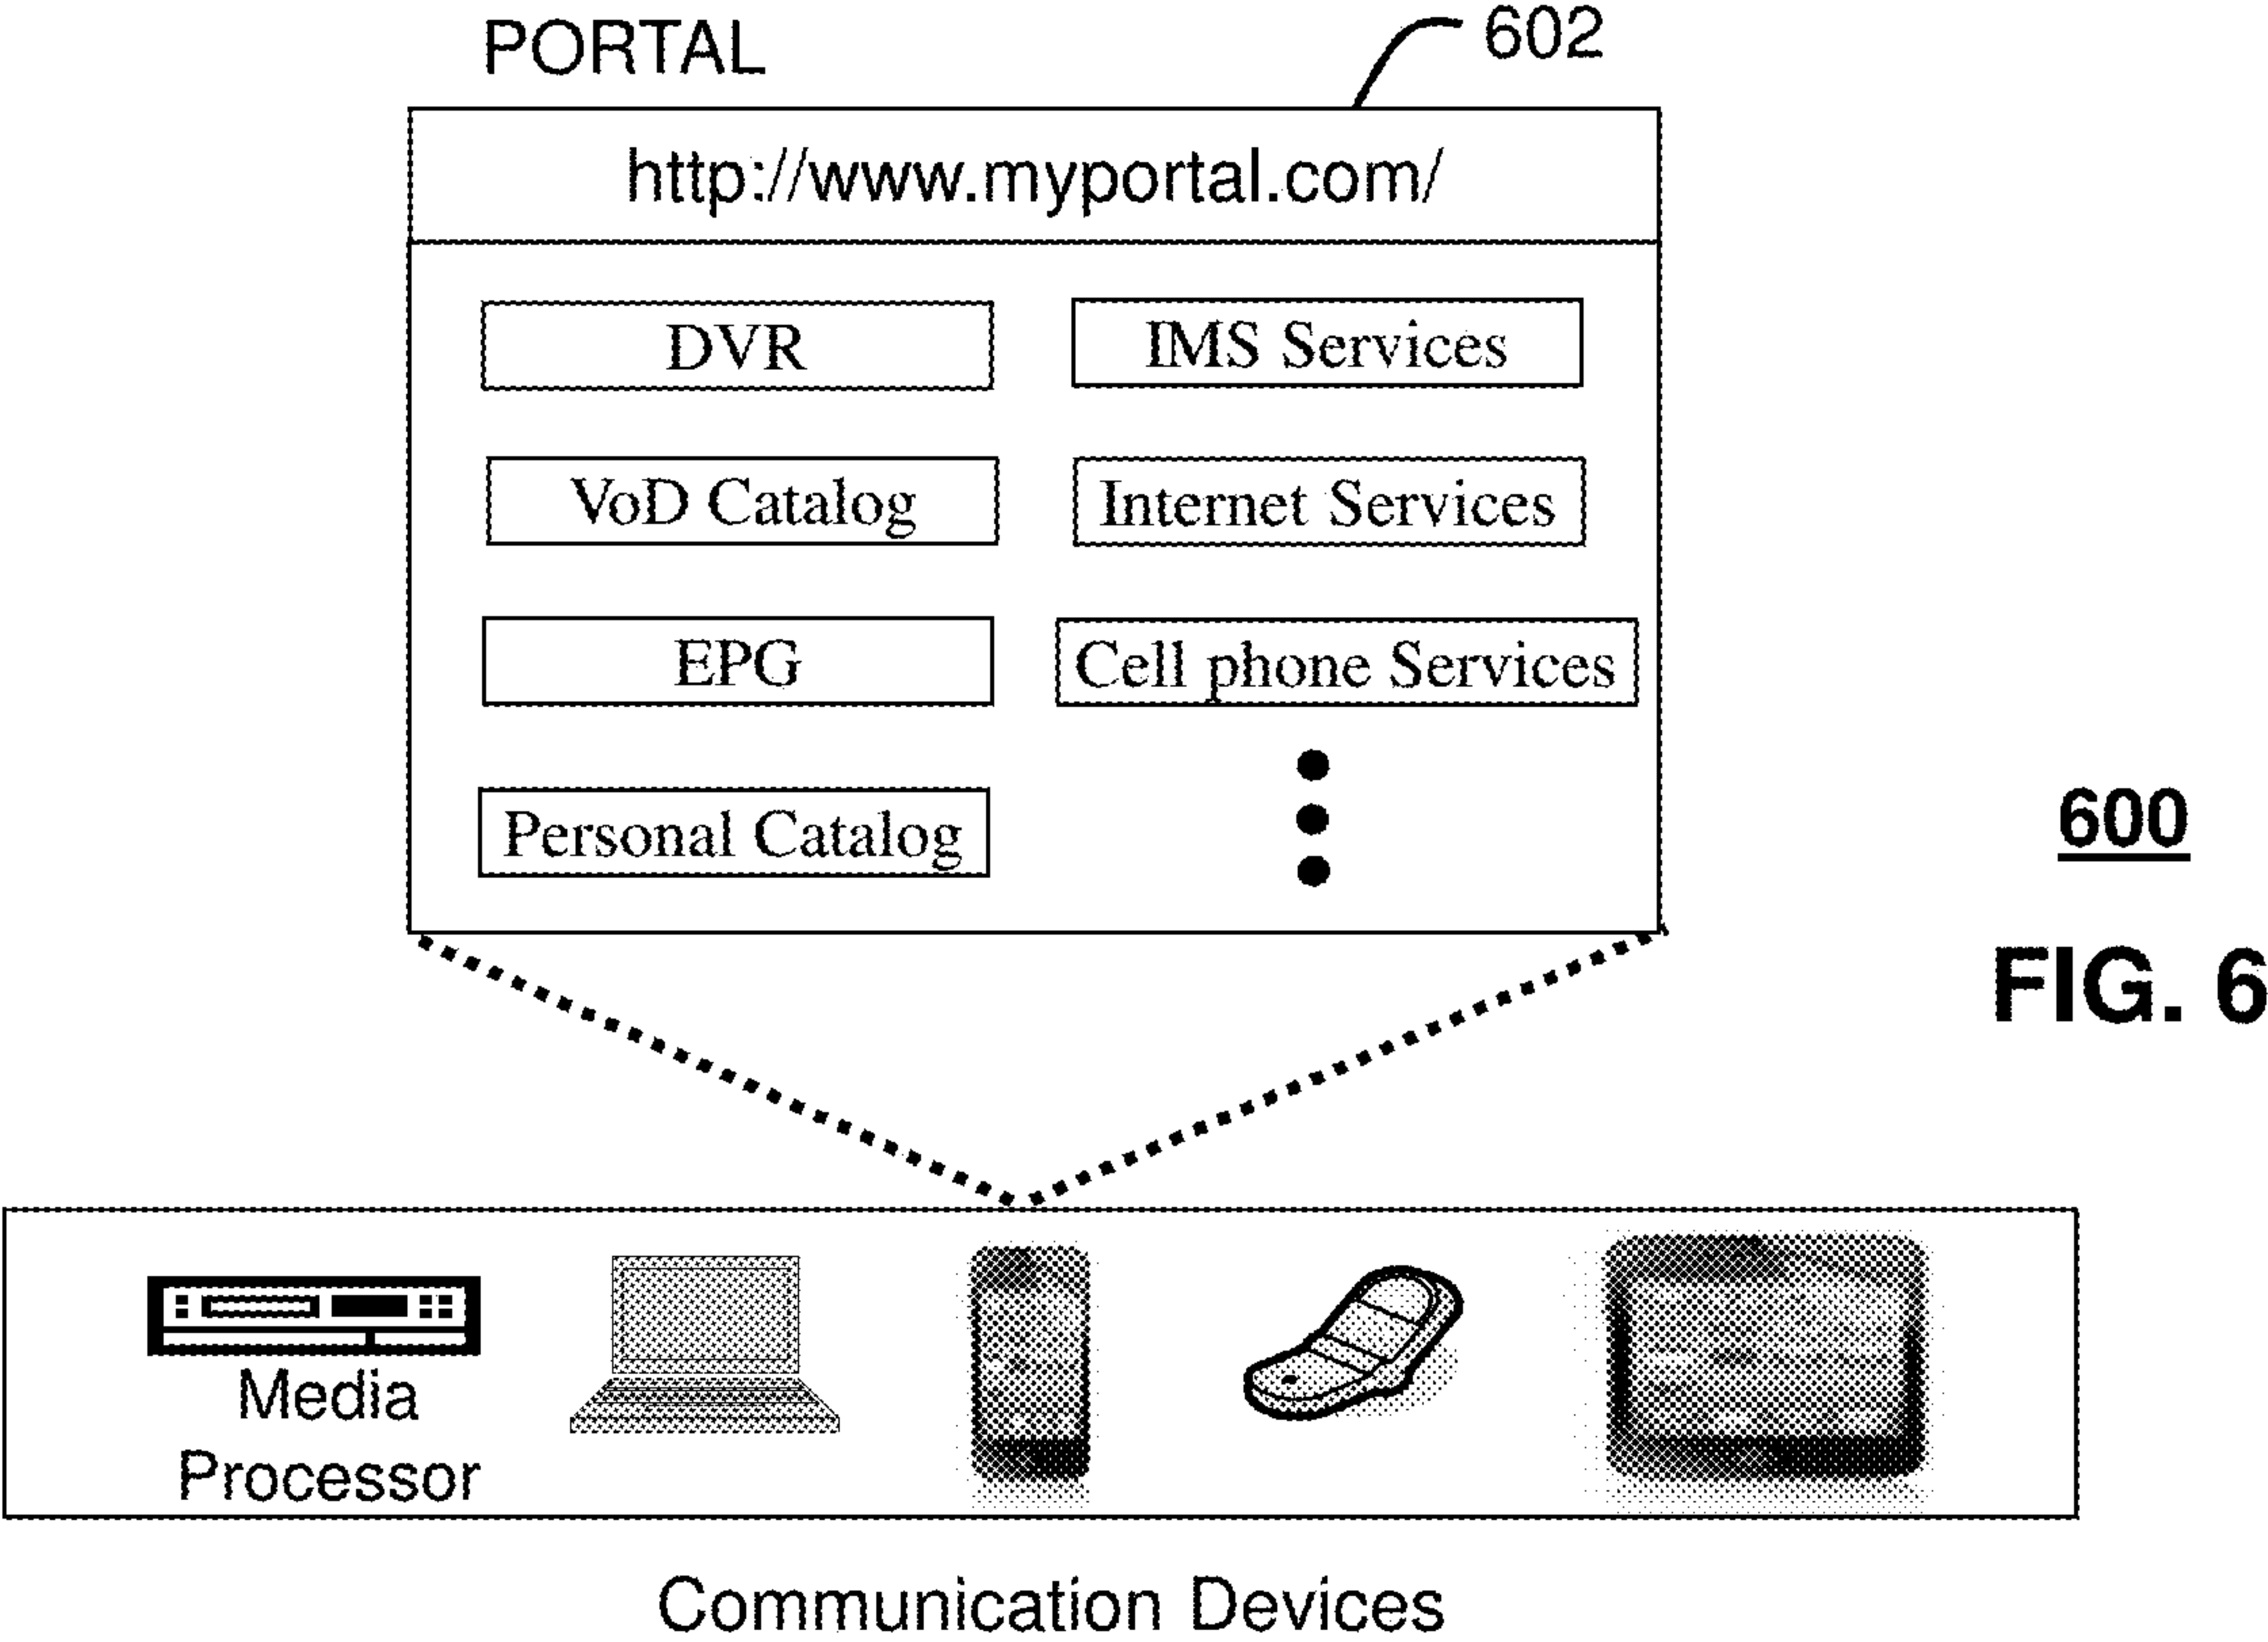 PORTAL
602
http://www.myportal.com/
DVR
IMS Services
VoD Catalog
Internet Services
EPG
Cell phone Services
Personal Catalog
600
FIG. 6
Media
Processor
Communication Devices